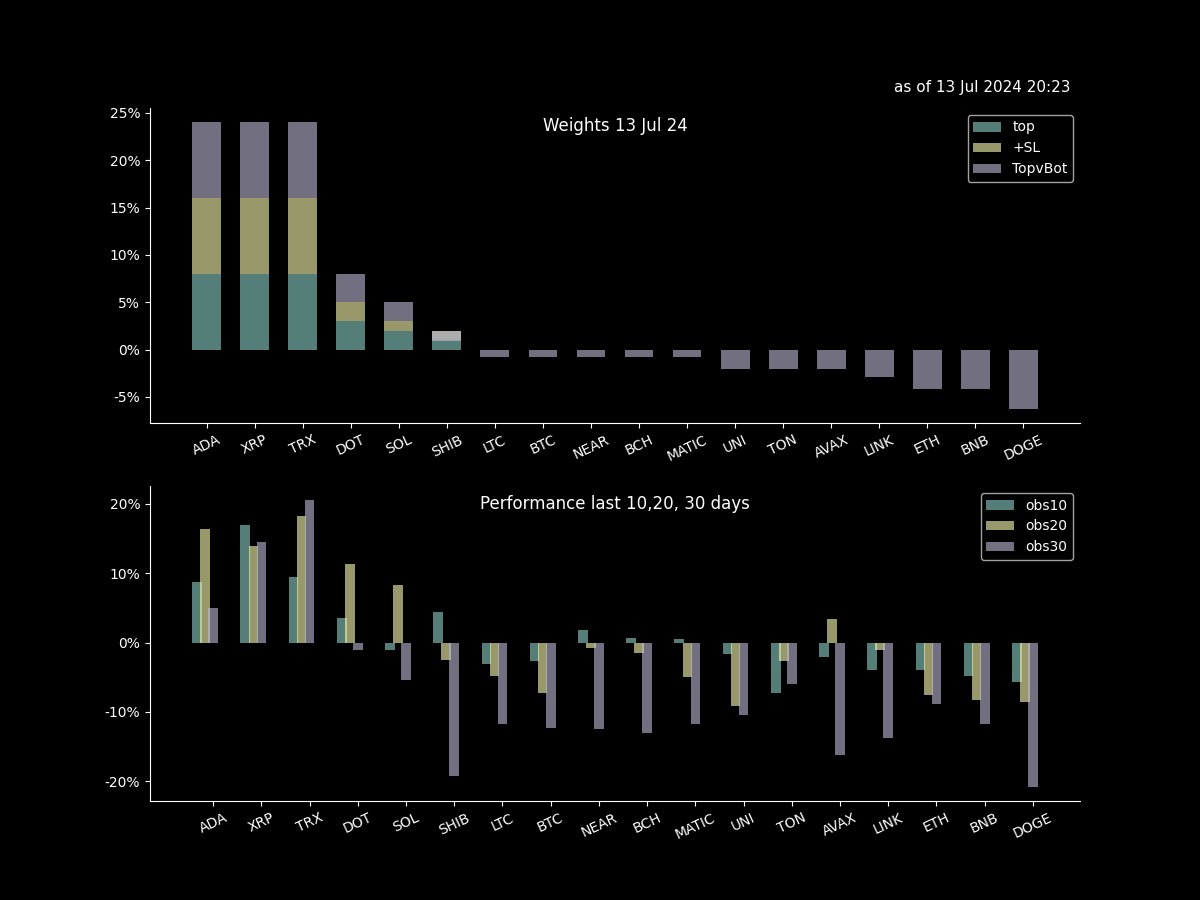 as of 13 Jul 2024 20:23
Weights 13 Jul 24
top
+SL
TopvBot
25%
20%
15%
10%
5%
0%
-5%
ADA XRP TRX DOT SOL SHIB LTC BTC NEAR BCH MATIC UNI TON AVAX LINK ETH BNB DOGE
Performance last 10,20, 30 days
obs10
obs20
obs30
20%
10%
0%
-10%
-20%
ADA XRP TRX DOT SOL SHIB LTC BTC NEAR BCH MATIC UNI TON AVAX LINK ETH BNB DOGE